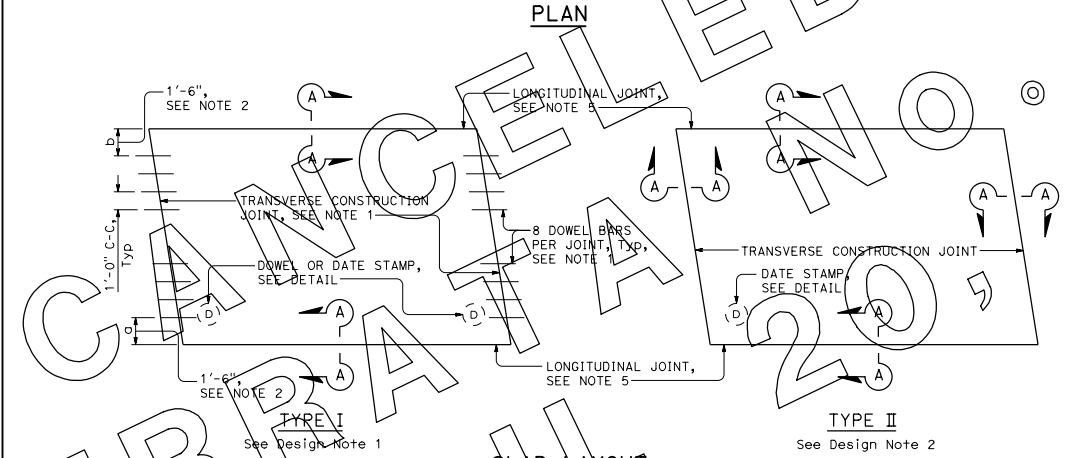 PLAN
1'-6",
SEE NOTE 2
A
LONGITUDINAL JOINT,
SEE NOTE 5
A
b
A
A
A
A
A
A
TRANSVERSE CONSTRUCTION
JOINT, SEE NOTE 1
1'-0" C-C,
Typ
8 DOWEL BARS
PER JOINT, Typ,
SEE NOTE 1
TRANSVERSE CONSTRUCTION JOINT
DOWEL OR DATE STAMP,
SEE DETAIL
DATE STAMP,
SEE DETAIL
D
D
D
A
A
a
LONGITUDINAL JOINT,
SEE NOTE 5
1'-6",
SEE NOTE 2
A
A
TYPE I
See Design Note 1
TYPE II
See Design Note 2
CANCELED
NO.
20,